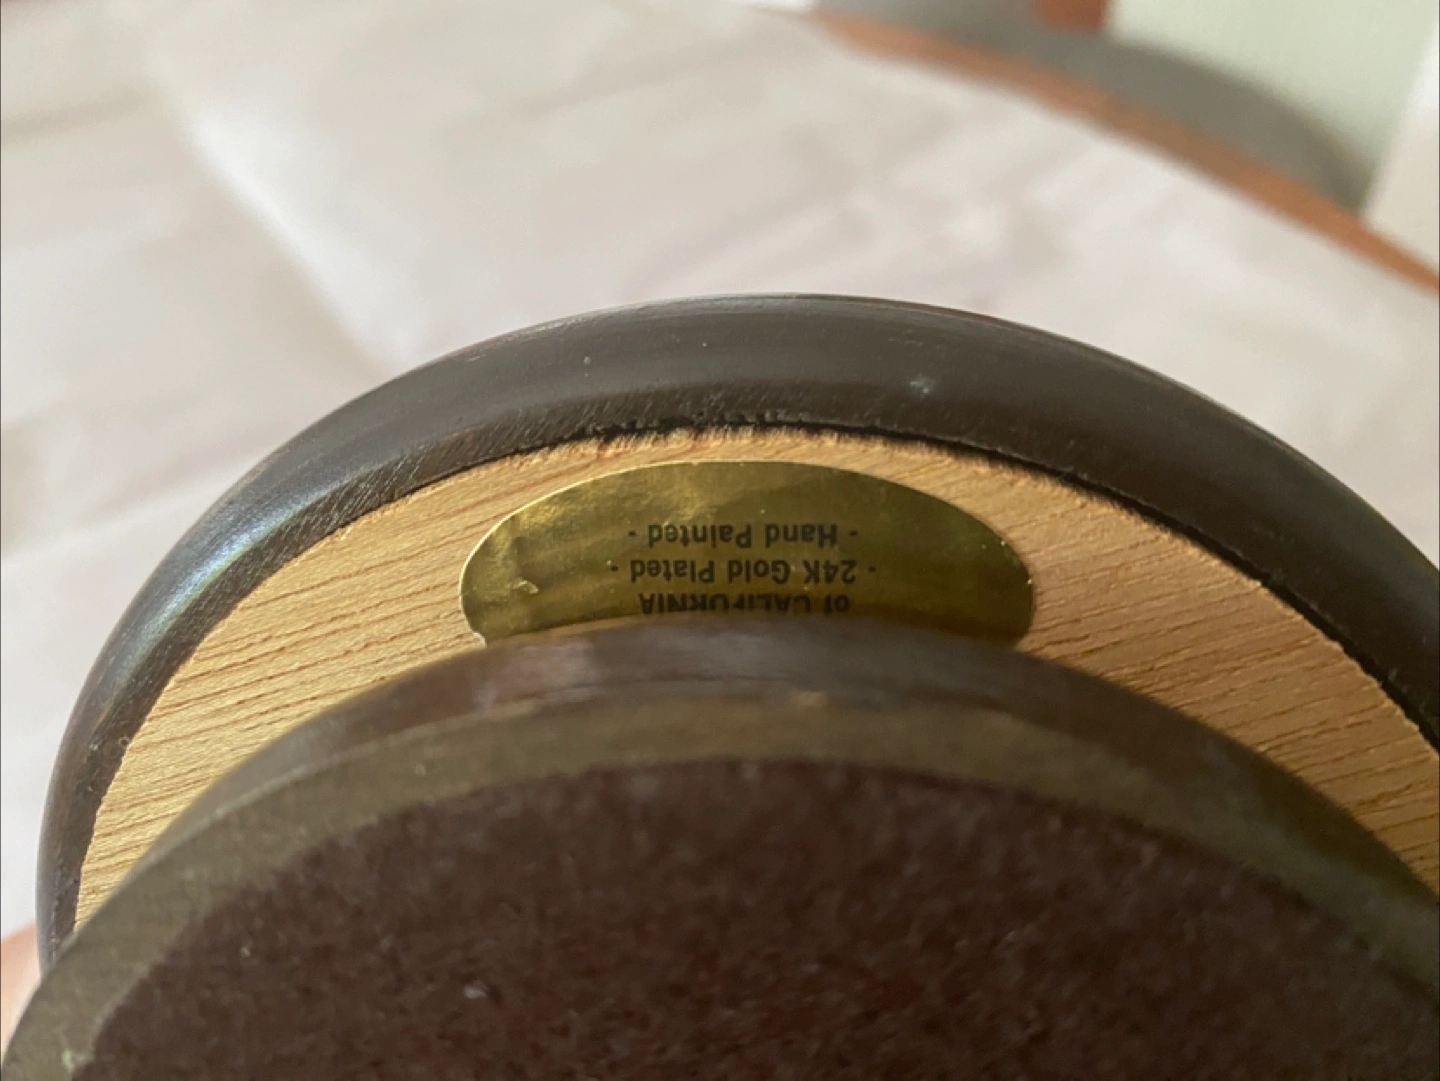 of CALIFORNIA
- 24K Gold Plated -
- Hand Painted -